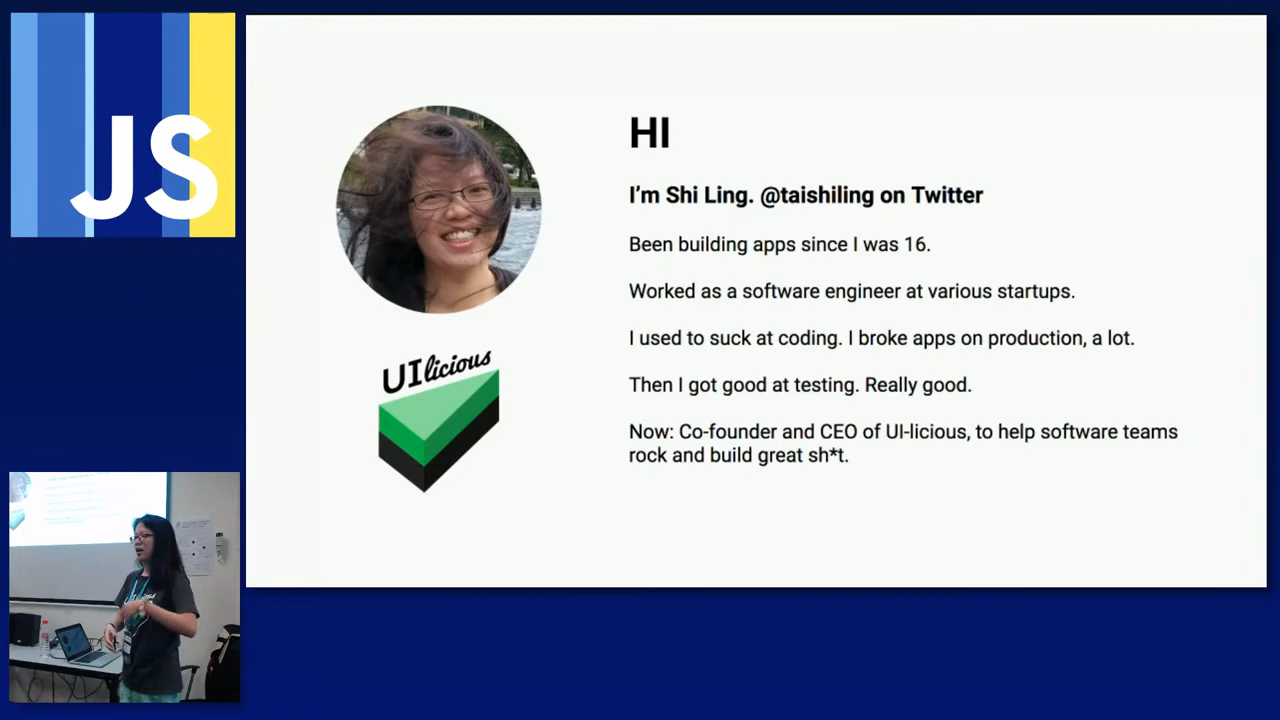 JS
HI
I'm Shi Ling. @taishiling on Twitter
Been building apps since I was 16.
Worked as a software engineer at various startups.
I used to suck at coding. I broke apps on production, a lot.
Then I got good at testing. Really good.
UIlicious
Now: Co-founder and CEO of UI-licious, to help software teams
rock and build great sh*t.